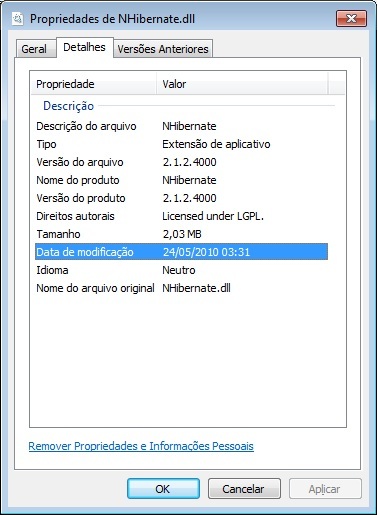 Propriedades de NHibernate.dll
Geral Detalhes Versões Anteriores
Propriedade Valor
Descrição
Descrição do arquivo NHibernate
Tipo Extensão de aplicativo
Versão do arquivo 2.1.2.4000
Nome do produto NHibernate
Versão do produto 2.1.2.4000
Direitos autorais Licensed under LGPL.
Tamanho 2,03 MB
Data de modificação 24/05/2010 03:31
Idioma Neutro
Nome do arquivo original NHibernate.dll
Remover Propriedades e Informações Pessoais
OK Cancelar Aplicar